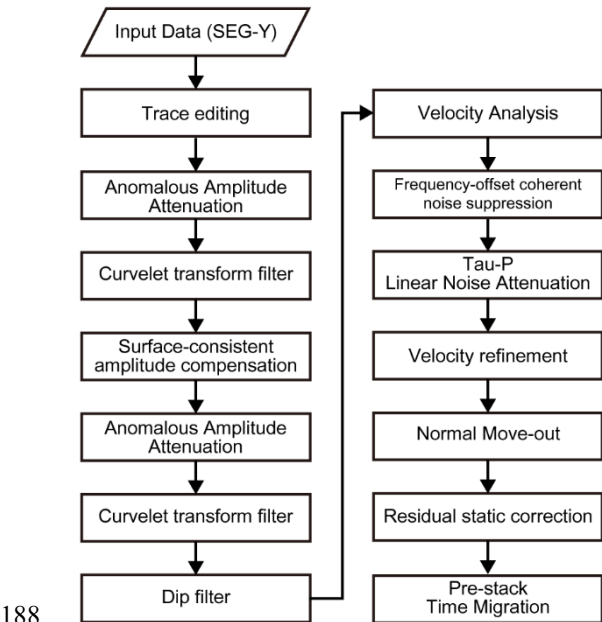 Input Data (SEG-Y)
Trace editing
Anomalous Amplitude
Attenuation
Curvelet transform filter
Surface-consistent
amplitude compensation
Anomalous Amplitude
Attenuation
Curvelet transform filter
Dip filter
Velocity Analysis
Frequency-offset coherent
noise suppression
Tau-P
Linear Noise Attenuation
Velocity refinement
Normal Move-out
Residual static correction
Pre-stack
Time Migration
188